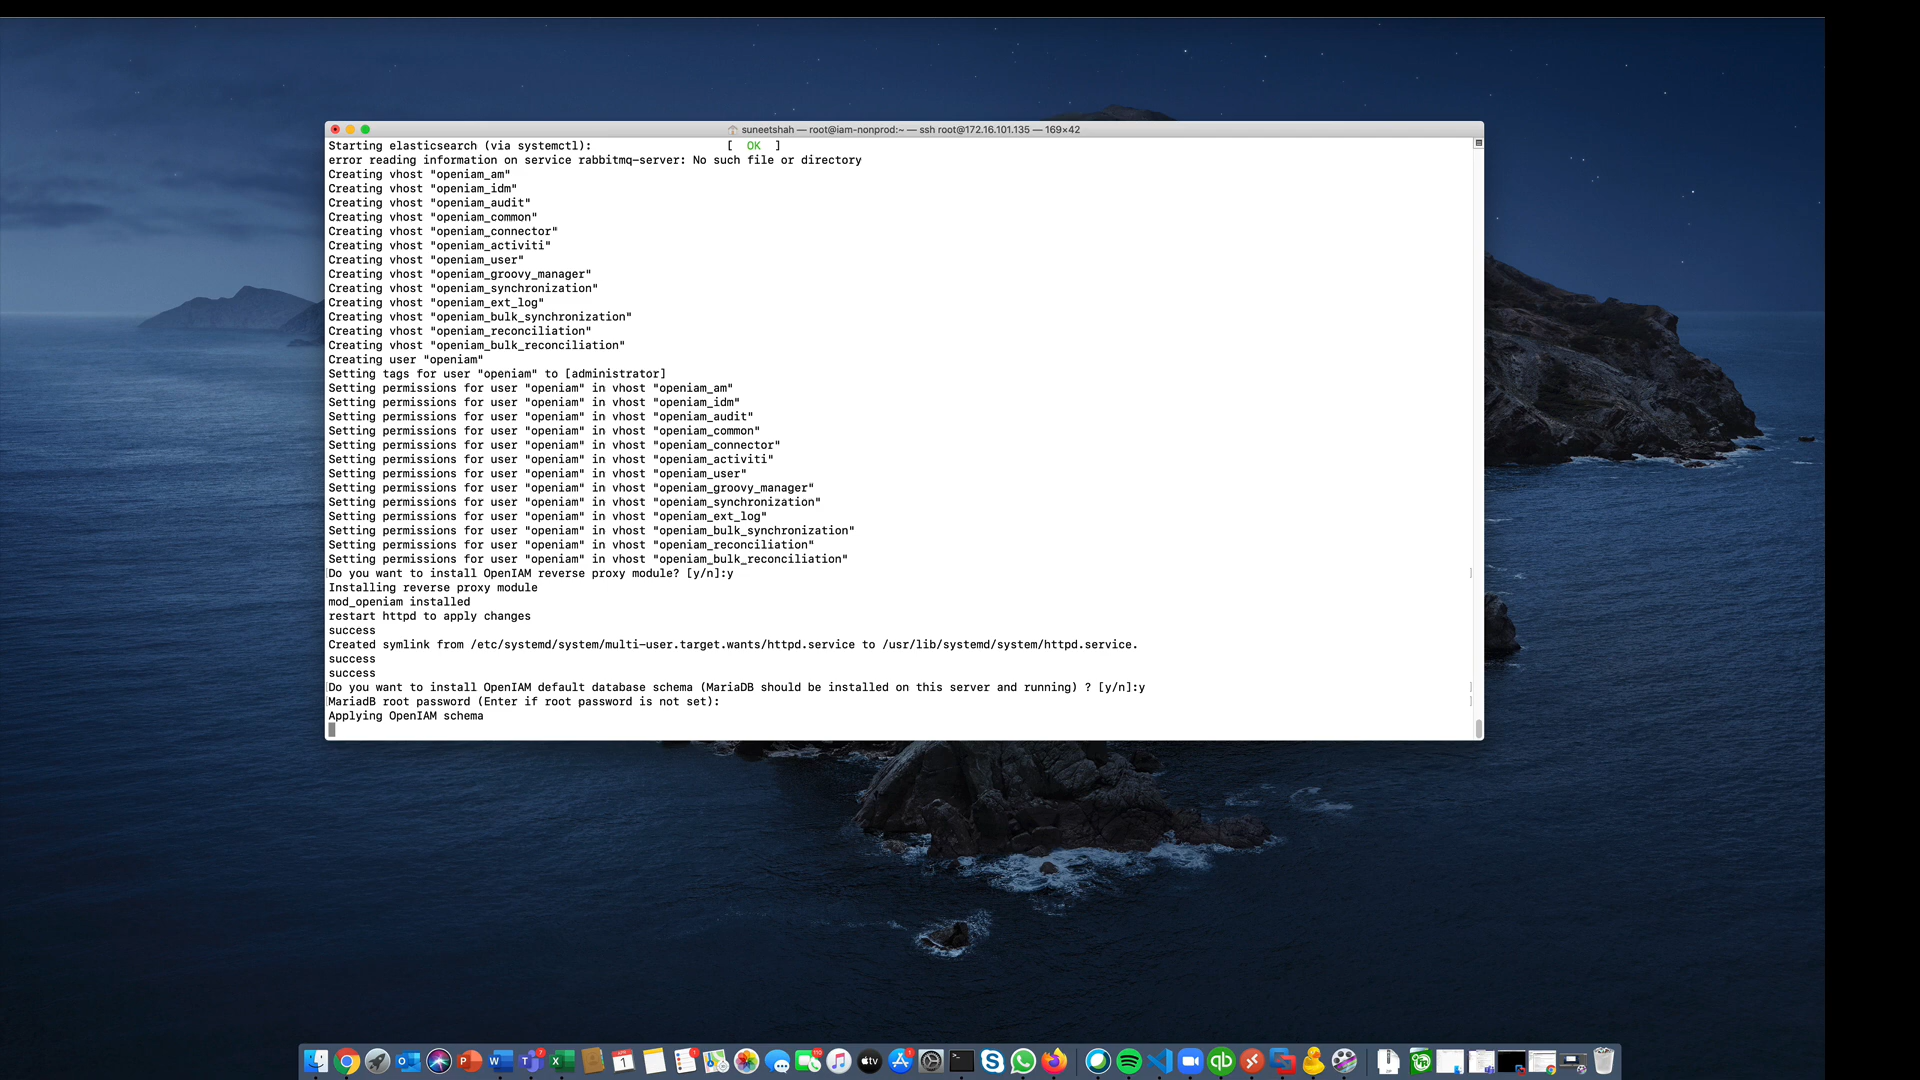 suneetshah — root@iam-nonprod:~ — ssh root@172.16.101.135 — 169×42
Starting elasticsearch (via systemctl):                    [  OK  ]
error reading information on service rabbitmq-server: No such file or directory
Creating vhost "openiam_am"
Creating vhost "openiam_idm"
Creating vhost "openiam_audit"
Creating vhost "openiam_common"
Creating vhost "openiam_connector"
Creating vhost "openiam_activiti"
Creating vhost "openiam_user"
Creating vhost "openiam_groovy_manager"
Creating vhost "openiam_synchronization"
Creating vhost "openiam_ext_log"
Creating vhost "openiam_bulk_synchronization"
Creating vhost "openiam_reconciliation"
Creating vhost "openiam_bulk_reconciliation"
Creating user "openiam"
Setting tags for user "openiam" to [administrator]
Setting permissions for user "openiam" in vhost "openiam_am"
Setting permissions for user "openiam" in vhost "openiam_idm"
Setting permissions for user "openiam" in vhost "openiam_audit"
Setting permissions for user "openiam" in vhost "openiam_common"
Setting permissions for user "openiam" in vhost "openiam_connector"
Setting permissions for user "openiam" in vhost "openiam_activiti"
Setting permissions for user "openiam" in vhost "openiam_user"
Setting permissions for user "openiam" in vhost "openiam_groovy_manager"
Setting permissions for user "openiam" in vhost "openiam_synchronization"
Setting permissions for user "openiam" in vhost "openiam_ext_log"
Setting permissions for user "openiam" in vhost "openiam_bulk_synchronization"
Setting permissions for user "openiam" in vhost "openiam_reconciliation"
Setting permissions for user "openiam" in vhost "openiam_bulk_reconciliation"
Do you want to install OpenIAM reverse proxy module? [y/n]:y
Installing reverse proxy module
mod_openiam installed
restart httpd to apply changes
success
Created symlink from /etc/systemd/system/multi-user.target.wants/httpd.service to /usr/lib/systemd/system/httpd.service.
success
success
Do you want to install OpenIAM default database schema (MariaDB should be installed on this server and running) ? [y/n]:y
MariadB root password (Enter if root password is not set):
Applying OpenIAM schema